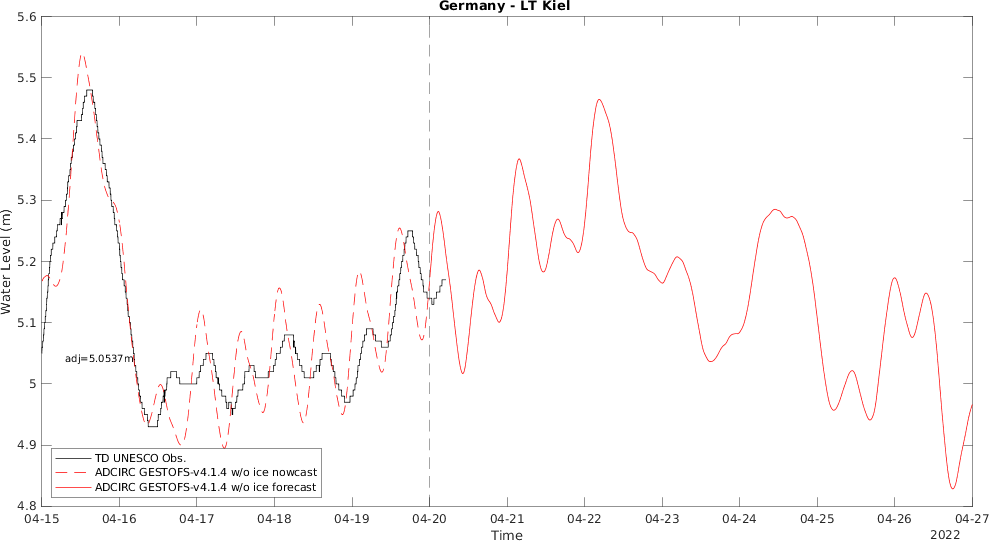 Germany - LT Kiel
5.6
5.5
5.4
5.3
5.2
5.1
5
4.9
4.8
Water Level (m)
adj=5.0537m
TD UNESCO Obs.
ADCIRC GESTOFS-v4.1.4 w/o ice nowcast
ADCIRC GESTOFS-v4.1.4 w/o ice forecast
04-15 04-16 04-17 04-18 04-19 04-20 04-21 04-22 04-23 04-24 04-25 04-26 04-27
Time
2022